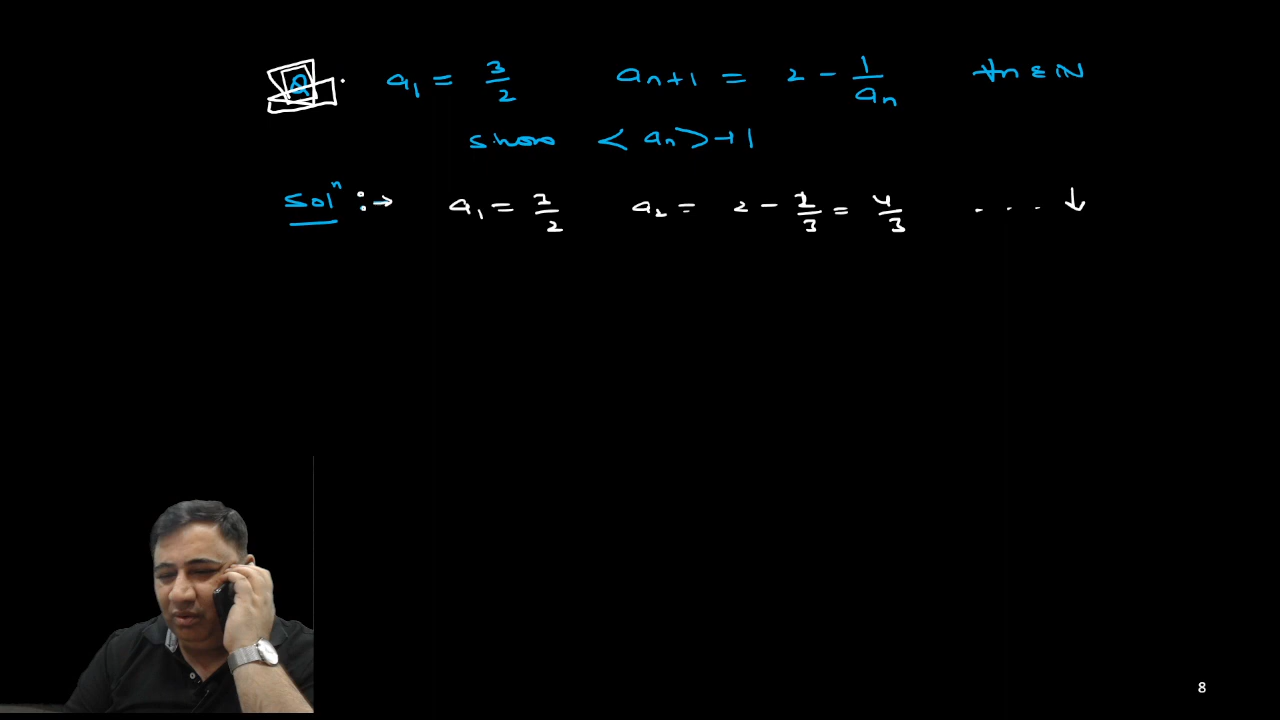 Q. a₁ = 3/2 aₙ₊₁ = 2 - 1/aₙ ∀n ∈ N
show < aₙ > → 1
Solⁿ :→ a₁ = 3/2 a₂ = 2 - 2/3 = 4/3 . . . ↓
8